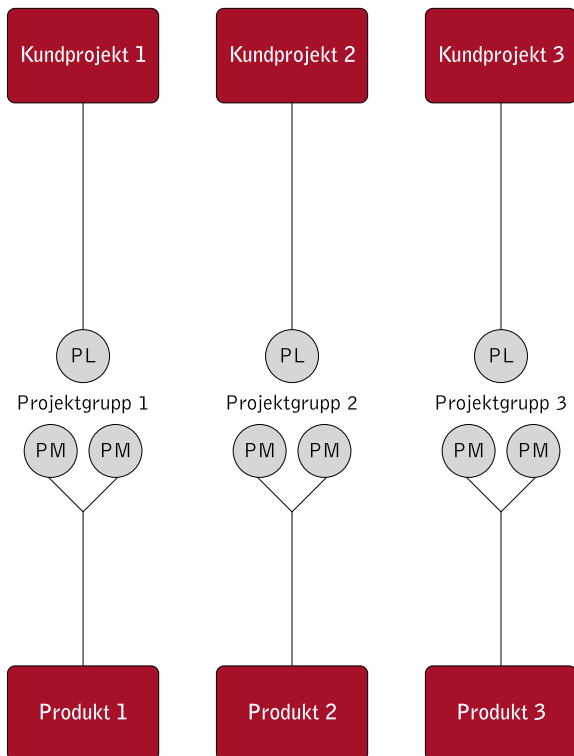 Kundprojekt 1 Kundprojekt 2 Kundprojekt 3
PL PL PL
Projektgrupp 1 Projektgrupp 2 Projektgrupp 3
PM PM PM PM PM PM
Produkt 1 Produkt 2 Produkt 3